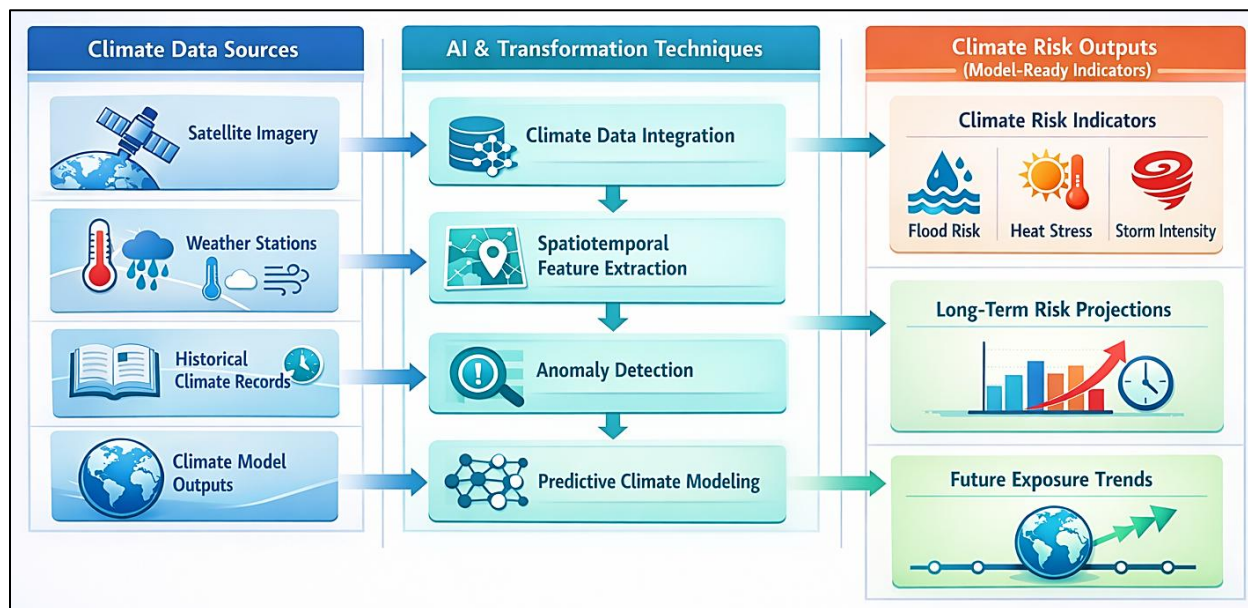 Climate Data Sources
Satellite Imagery
Weather Stations
Historical
Climate Records
Climate Model
Outputs
AI & Transformation Techniques
Climate Data Integration
Spatiotemporal
Feature Extraction
Anomaly Detection
Predictive Climate Modeling
Climate Risk Outputs
(Model-Ready Indicators)
Climate Risk Indicators
Flood Risk
Heat Stress
Storm Intensity
Long-Term Risk Projections
Future Exposure Trends